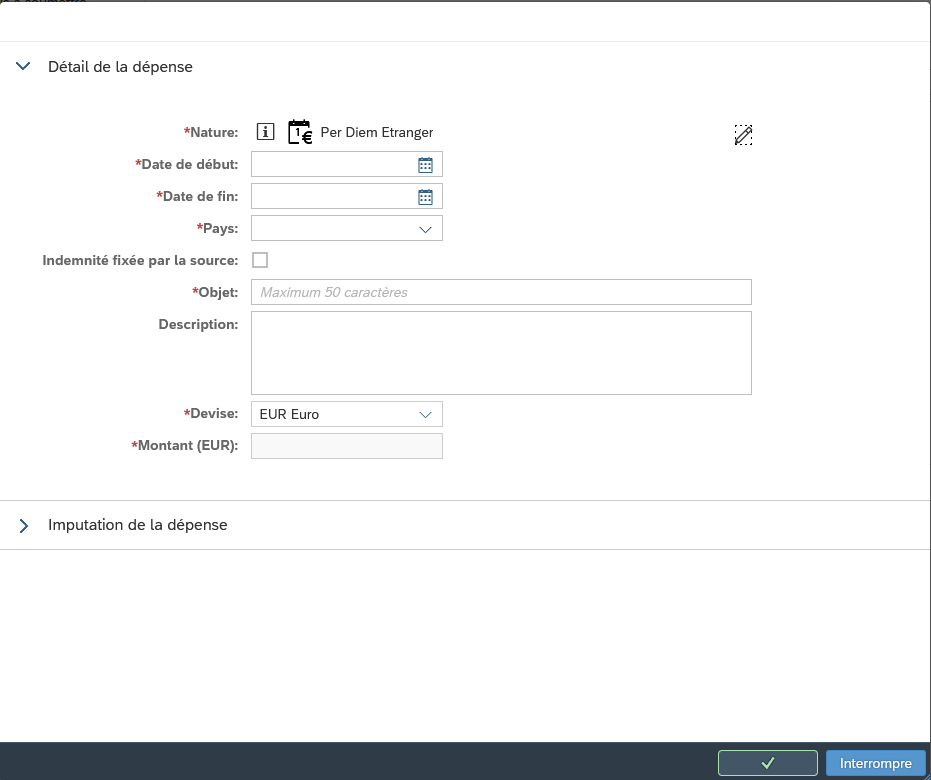 Détail de la dépense
*Nature: Per Diem Etranger
*Date de début:
*Date de fin:
*Pays:
Indemnité fixée par la source:
*Objet: Maximum 50 caractères
Description:
*Devise: EUR Euro
*Montant (EUR):
Imputation de la dépense
Interrompre